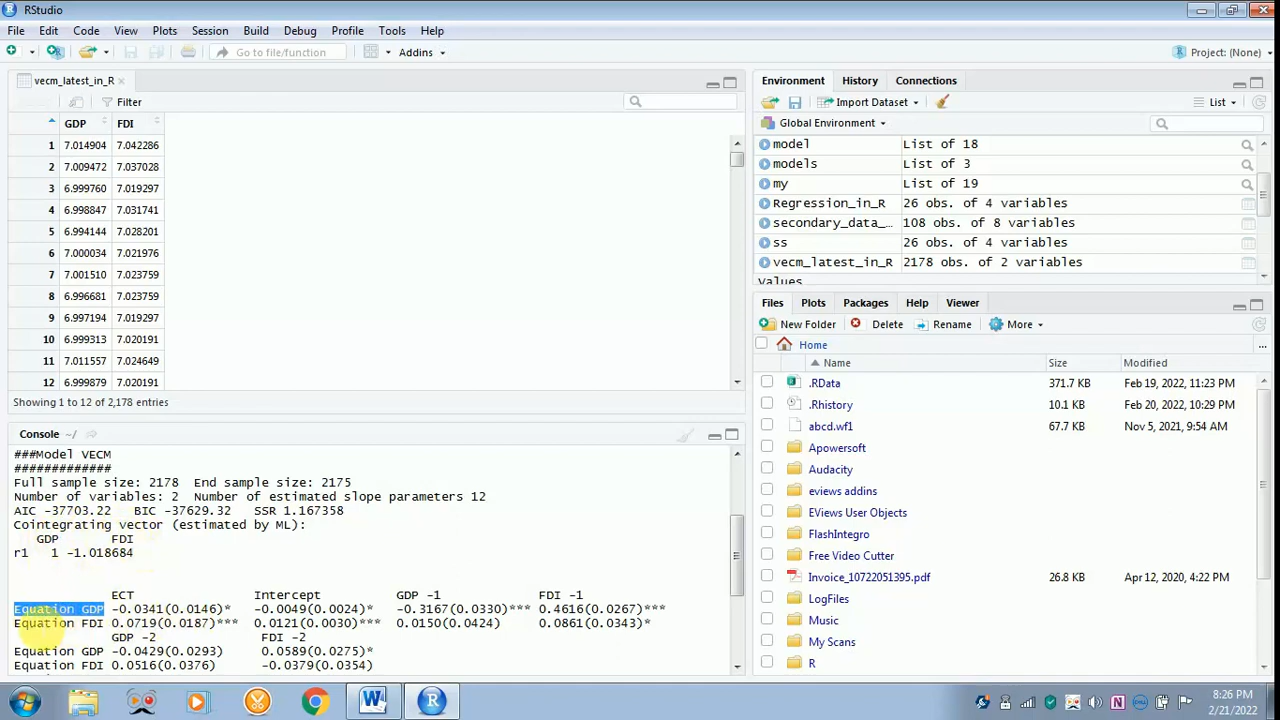 RStudio
File Edit Code View Plots Session Build Debug Profile Tools Help
Go to file/function Addins Project: (None)
vecm_latest_in_R
Filter
GDP FDI
1 7.014904 7.042286
2 7.009472 7.037028
3 6.999760 7.019297
4 6.998847 7.031741
5 6.994144 7.028201
6 7.000034 7.021976
7 7.001510 7.023759
8 6.996681 7.023759
9 6.997194 7.019297
10 6.999313 7.020191
11 7.011557 7.024649
12 6.999879 7.020191
Showing 1 to 12 of 2,178 entries
Console ~/
###Model VECM
#############
Full sample size: 2178 End sample size: 2175
Number of variables: 2 Number of estimated slope parameters 12
AIC -37703.22 BIC -37629.32 SSR 1.167358
Cointegrating vector (estimated by ML):
GDP FDI
r1 1 -1.018684
ECT Intercept GDP -1 FDI -1
Equation GDP -0.0341(0.0146)* -0.0049(0.0024)* -0.3167(0.0330)*** 0.4616(0.0267)***
Equation FDI 0.0719(0.0187)*** 0.0121(0.0030)*** 0.0150(0.0424) 0.0861(0.0343)*
GDP -2 FDI -2
Equation GDP -0.0429(0.0293) 0.0589(0.0275)*
Equation FDI 0.0516(0.0376) -0.0379(0.0354)
Environment History Connections
Import Dataset List
Global Environment
model List of 18
models List of 3
my List of 19
Regression_in_R 26 obs. of 4 variables
secondary_data_... 108 obs. of 8 variables
ss 26 obs. of 4 variables
vecm_latest_in_R 2178 obs. of 2 variables
Values
Files Plots Packages Help Viewer
New Folder Delete Rename More
Home ...
Name Size Modified
.RData 371.7 KB Feb 19, 2022, 11:23 PM
.Rhistory 10.1 KB Feb 20, 2022, 10:29 PM
abcd.wf1 67.7 KB Nov 5, 2021, 9:54 AM
Apowersoft
Audacity
eviews addins
EViews User Objects
FlashIntegro
Free Video Cutter
Invoice_10722051395.pdf 26.8 KB Apr 12, 2020, 4:22 PM
LogFiles
Music
My Scans
R
8:26 PM
2/21/2022